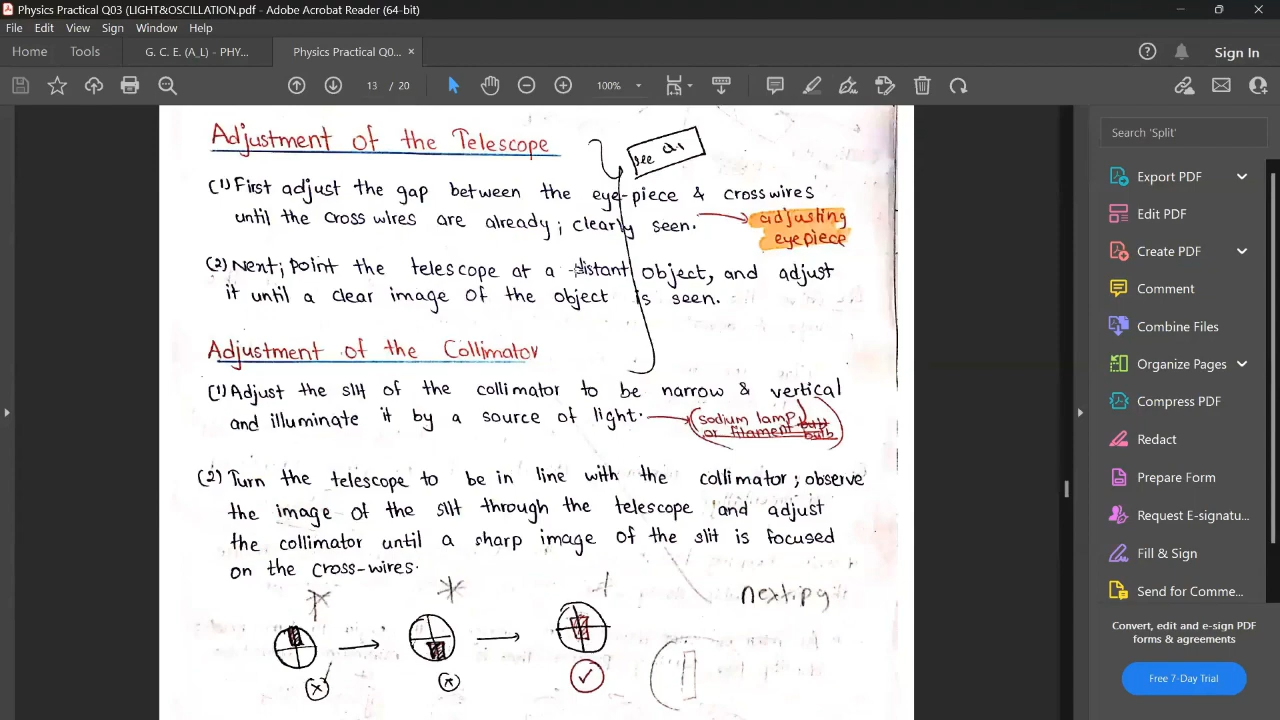 Physics Practical Q03 (LIGHT&OSCILLATION.pdf - Adobe Acrobat Reader (64-bit)
File Edit View Sign Window Help
Home Tools G. C. E. (A_L) - PHY... Physics Practical Q0... × Sign In
13 / 20 100%
Adjustment of the Telescope
see Q1
(1) First adjust the gap between the eye-piece & crosswires
until the cross wires are already; clearly seen.
adjusting
eyepiece
(2) Next; point the telescope at a distant object, and adjust
it until a clear image of the object is seen.
Adjustment of the Collimator
(1) Adjust the slit of the collimator to be narrow & vertical
and illuminate it by a source of light.
(sodium lamp
or filament bulb)
(2) Turn the telescope to be in line with the collimator; observe
the image of the slit through the telescope and adjust
the collimator until a sharp image of the slit is focused
on the cross-wires.
next.pg
Search 'Split'
Export PDF
Edit PDF
Create PDF
Comment
Combine Files
Organize Pages
Compress PDF
Redact
Prepare Form
Request E-signatu...
Fill & Sign
Send for Comme...
Convert, edit and e-sign PDF
forms & agreements
Free 7-Day Trial